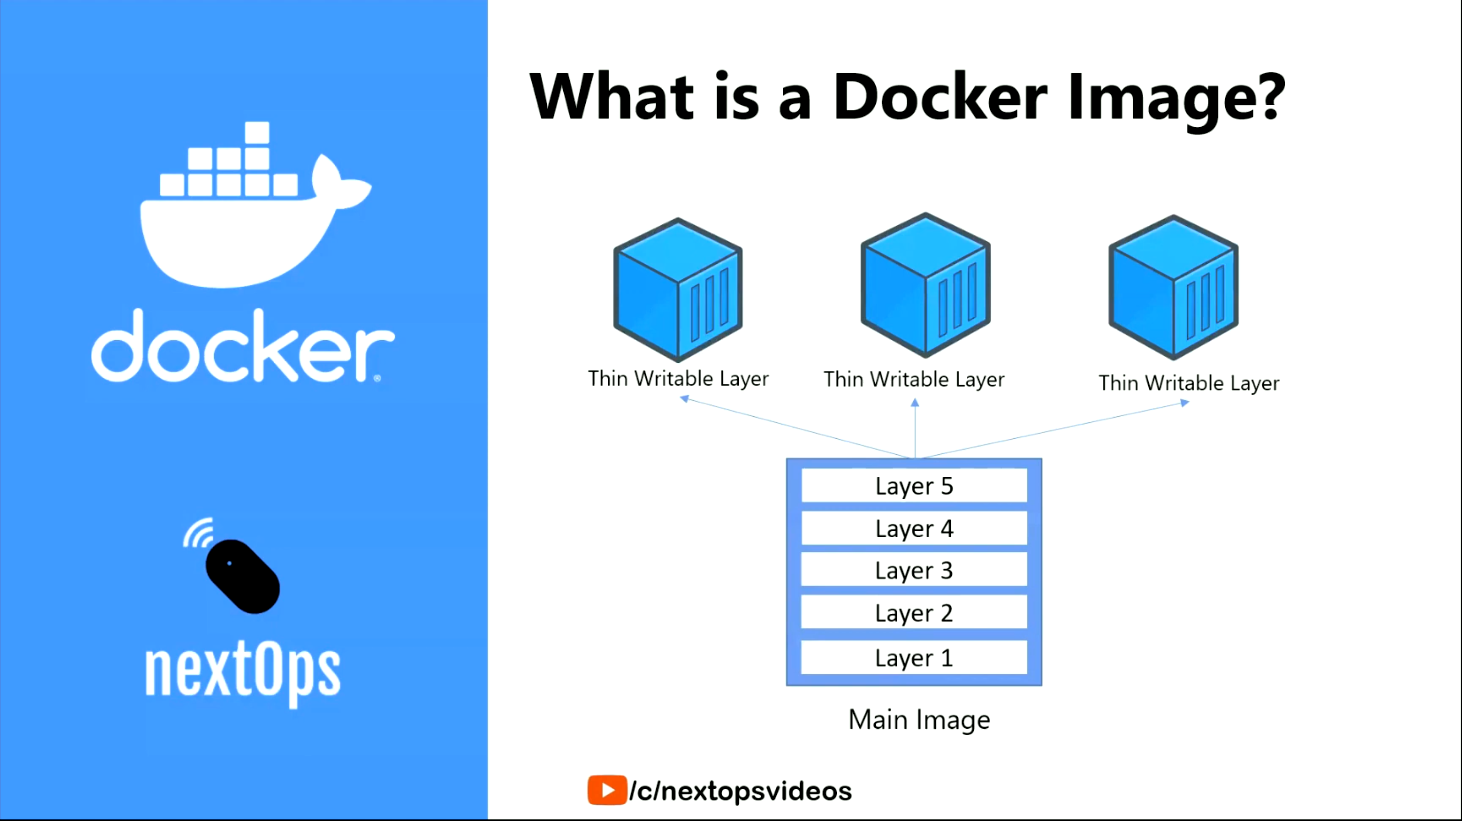 What is a Docker Image?
docker
Thin Writable Layer
Thin Writable Layer
Thin Writable Layer
Layer 5
Layer 4
Layer 3
Layer 2
Layer 1
Main Image
nextOps
/c/nextopsvideos